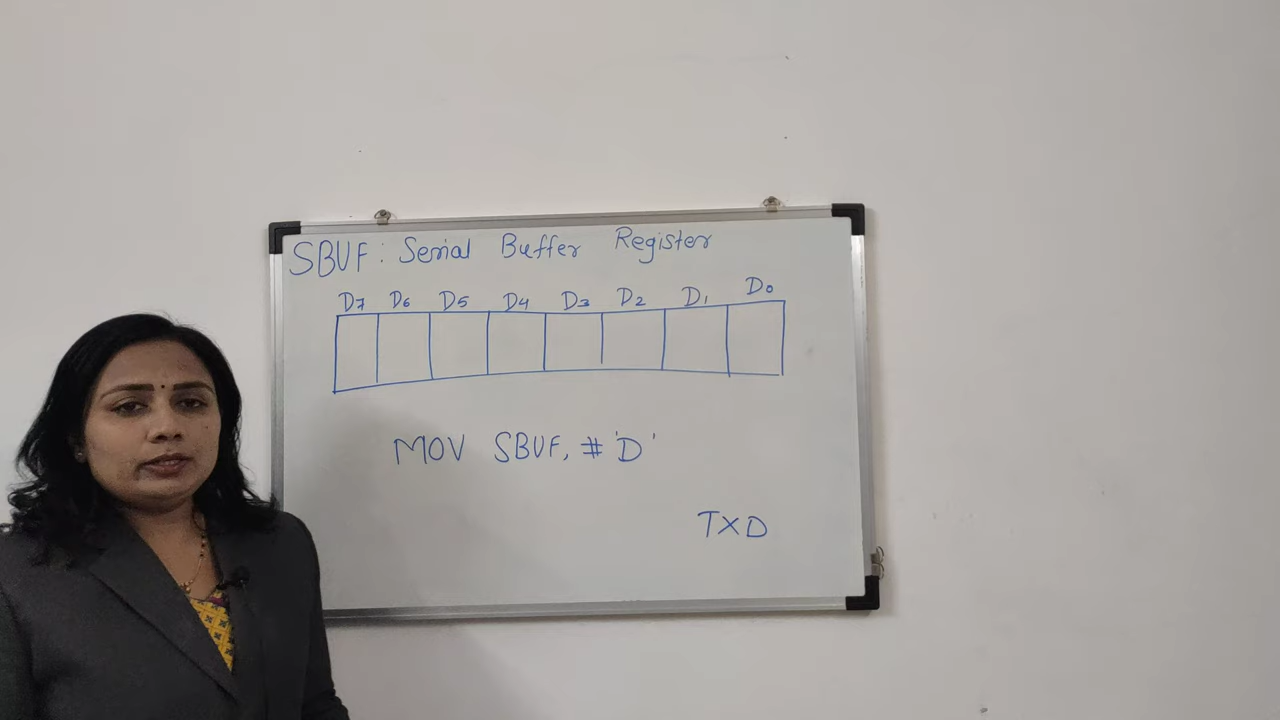 SBUF: Serial Buffer Register
D7 D6 D5 D4 D3 D2 D1 D0
MOV SBUF, # 'D'
TXD